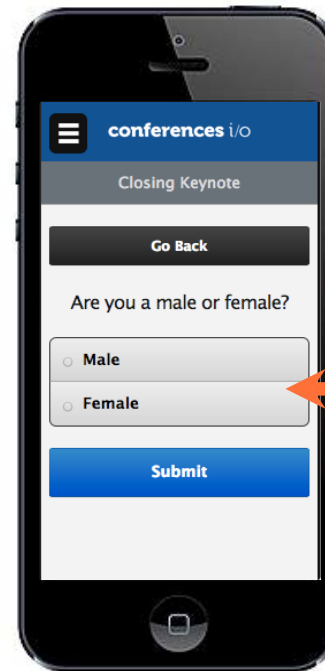 conferences i/o
Closing Keynote
Go Back
Are you a male or female?
Male
Female
Submit